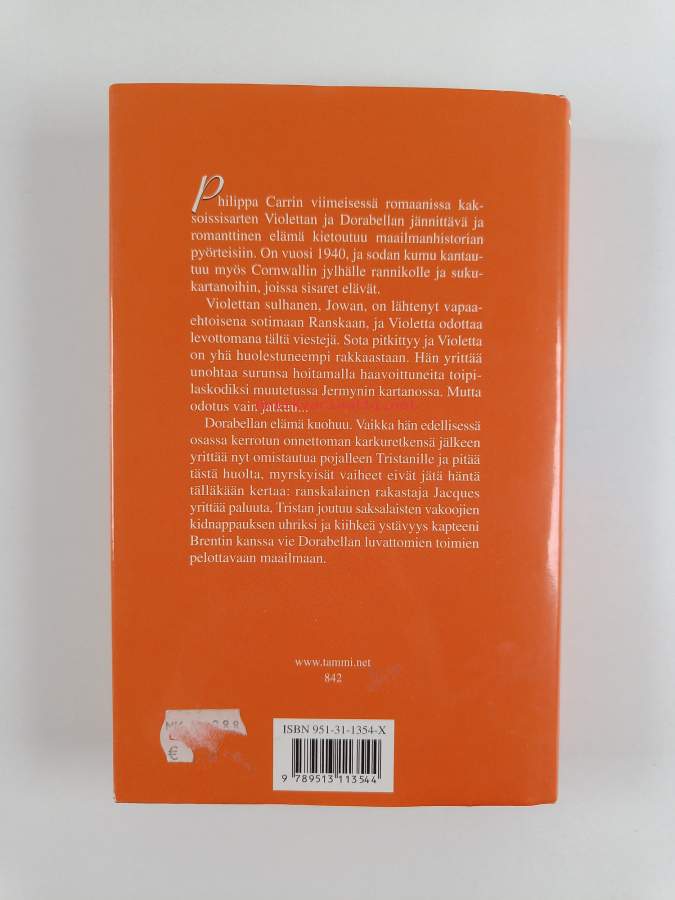 Philippa Carrin viimeisessä romaanissa kak-
soissisarten Violettan ja Dorabellan jännittävä ja
romanttinen elämä kietoutuu maailmanhistorian
pyörteisiin. On vuosi 1940, ja sodan kumu kantau-
tuu myös Cornwallin jylhälle rannikolle ja suku-
kartanoihin, joissa sisaret elävät.
Violettan sulhanen, Jowan, on lähtenyt vapaa-
ehtoisena sotimaan Ranskaan, ja Violetta odottaa
levottomana tältä viestejä. Sota pitkittyy ja Violetta
on yhä huolestuneempi rakkaastaan. Hän yrittää
unohtaa surunsa hoitamalla haavoittuneita toipi-
laskodiksi muutetussa Jermynin kartanossa. Mutta
odotus vain jatkuu...
Dorabellan elämä kuohuu. Vaikka hän edellisessä
osassa kerrotun onnettoman karkuretkensä jälkeen
yrittää nyt omistautua pojalleen Tristanille ja pitää
tästä huolta, myrskyisät vaiheet eivät jätä häntä
tälläkään kertaa: ranskalainen rakastaja Jacques
yrittää paluuta, Tristan joutuu saksalaisten vakoojien
kidnappauksen uhriksi ja kiihkeä ystävyys kapteeni
Brentin kanssa vie Dorabellan luvattomien toimien
pelottavaan maailmaan.
www.tammi.net
842
ISBN 951-31-1354-X
9 789513 113544